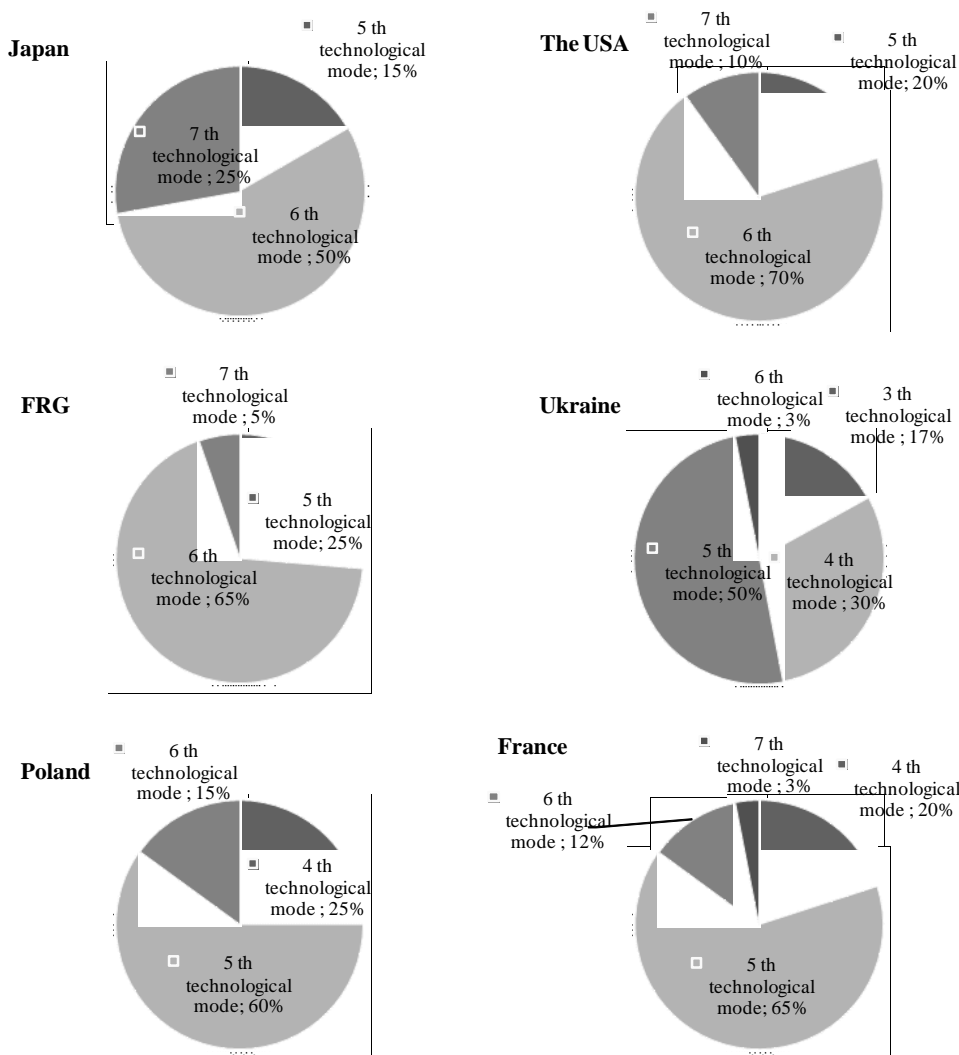 Japan
5 th
technological
mode; 15%
7 th
technological
mode ; 25%
6 th
technological
mode ; 50%
The USA
7 th
technological
mode ; 10%
5 th
technological
mode; 20%
6 th
technological
mode ; 70%
FRG
7 th
technological
mode ; 5%
5 th
technological
mode; 25%
6 th
technological
mode ; 65%
Ukraine
6 th
technological
mode ; 3%
3 th
technological
mode ; 17%
5 th
technological
mode; 50%
4 th
technological
mode ; 30%
Poland
6 th
technological
mode ; 15%
4 th
technological
mode ; 25%
5 th
technological
mode; 60%
France
7 th
technological
mode ; 3%
4 th
technological
mode ; 20%
6 th
technological
mode ; 12%
5 th
technological
mode; 65%